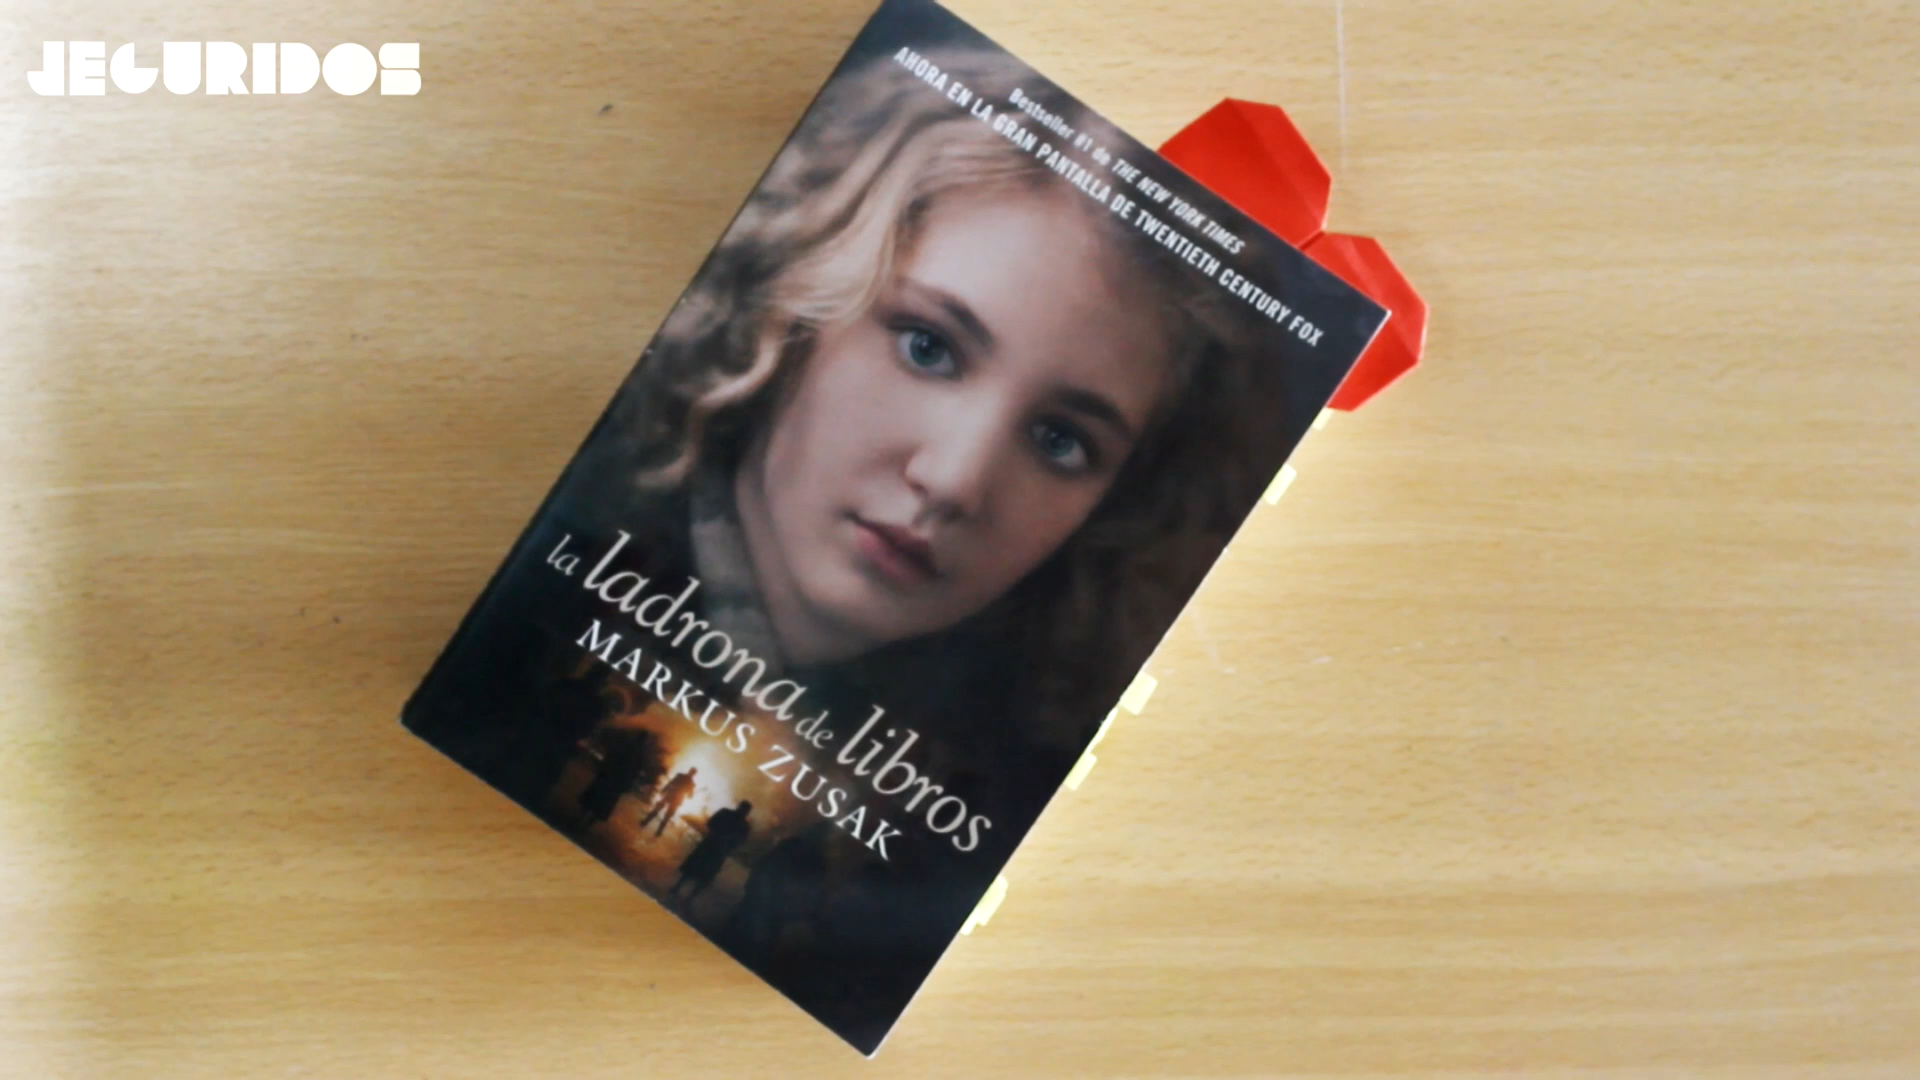 JEGURIDOS
Bestseller #1 de THE NEW YORK TIMES
AHORA EN LA GRAN PANTALLA DE TWENTIETH CENTURY FOX
la ladrona de libros
MARKUS ZUSAK